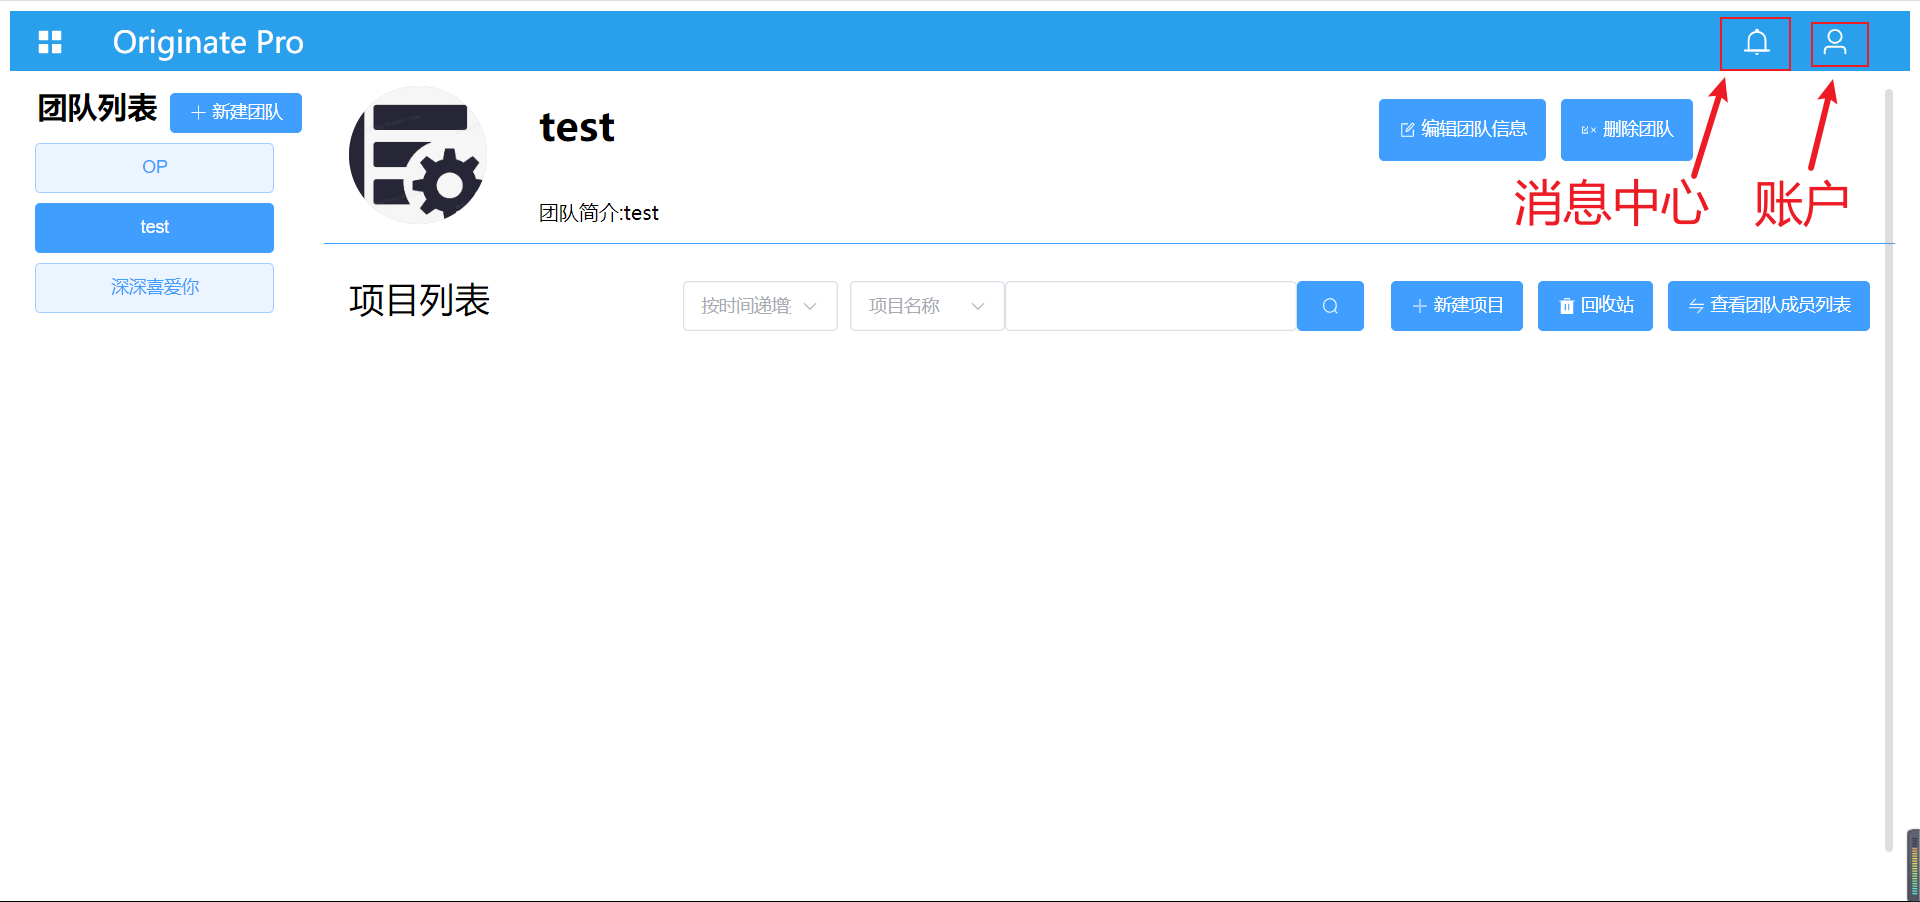 Originate Pro
团队列表
新建团队
OP
test
深深喜爱你
test
团队简介:test
编辑团队信息
删除团队
消息中心
账户
项目列表
按时间递增
项目名称
新建项目
回收站
查看团队成员列表